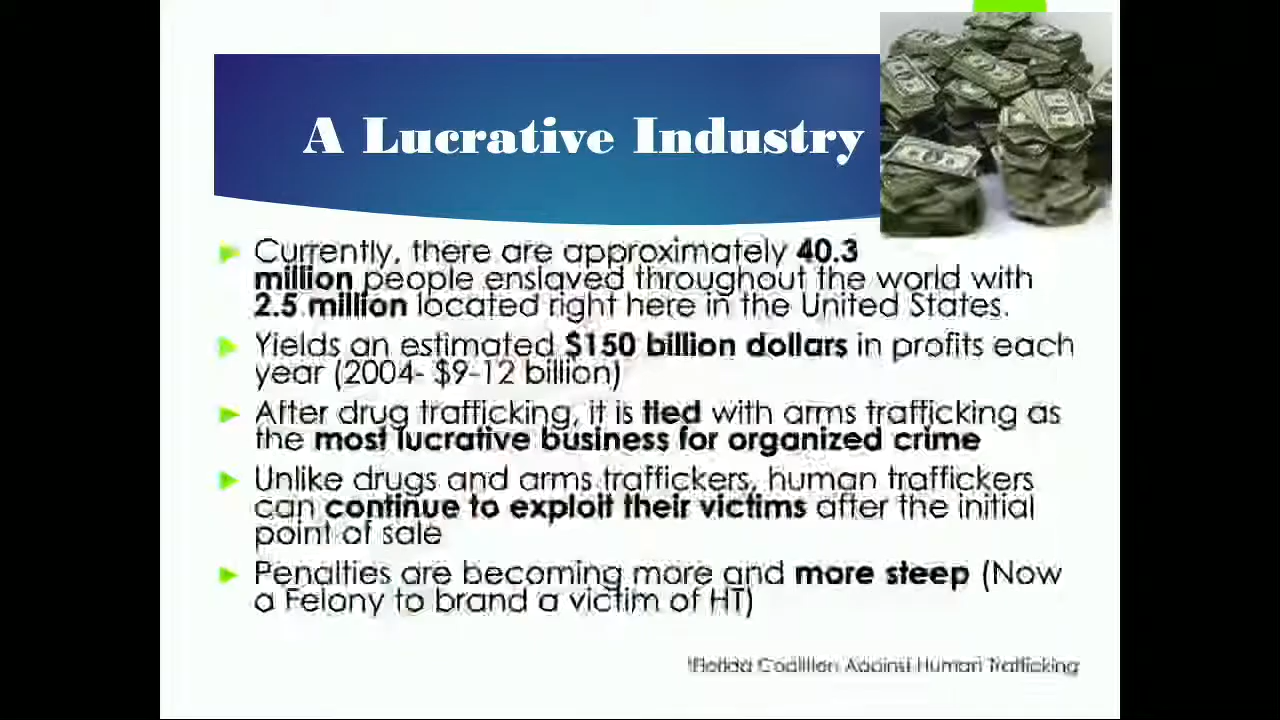 A Lucrative Industry
Currently, there are approximately 40.3
million people enslaved throughout the world with
2.5 million located right here in the United States.
Yields an estimated $150 billion dollars in profits each
year (2004- $9-12 billion)
After drug trafficking, it is tied with arms trafficking as
the most lucrative business for organized crime
Unlike drugs and arms traffickers, human traffickers
can continue to exploit their victims after the initial
point of sale
Penalties are becoming more and more steep (Now
a Felony to brand a victim of HT)
*Florida Coalition Against Human Trafficking